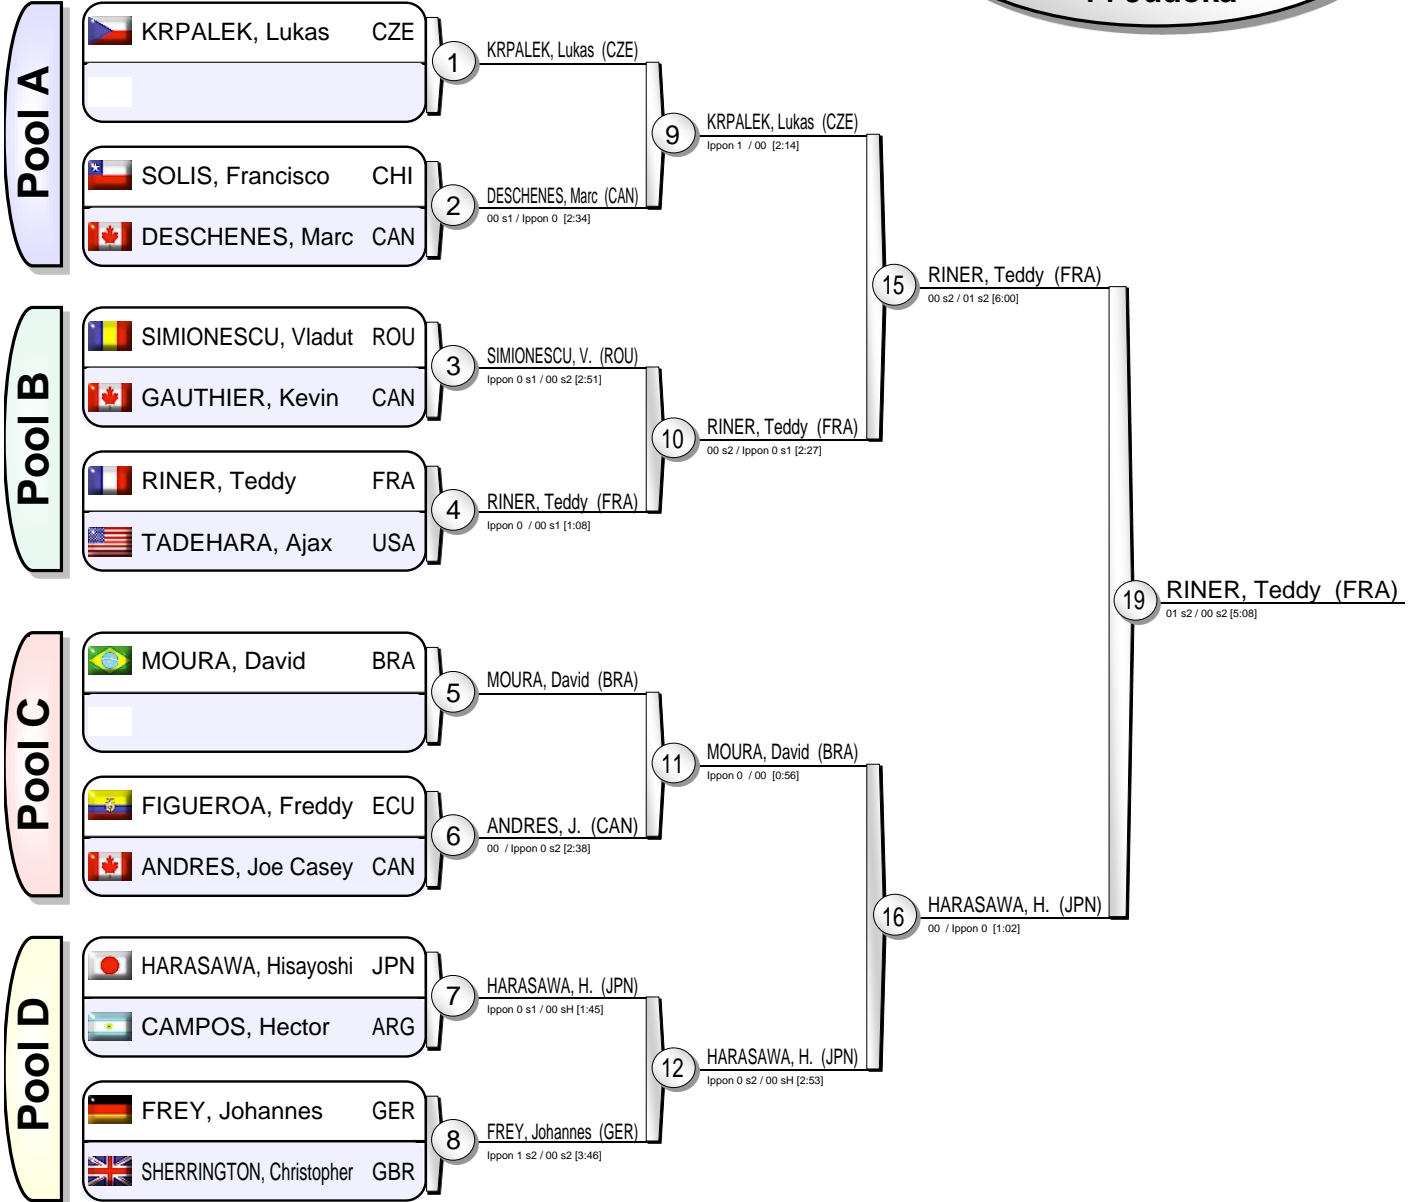 Pool A
KRPALEK, Lukas CZE
SOLIS, Francisco CHI
DESCHENES, Marc CAN
Pool B
SIMIONESCU, Vladut ROU
GAUTHIER, Kevin CAN
RINER, Teddy FRA
TADEHARA, Ajax USA
Pool C
MOURA, David BRA
FIGUEROA, Freddy ECU
ANDRES, Joe Casey CAN
Pool D
HARASAWA, Hisayoshi JPN
CAMPOS, Hector ARG
FREY, Johannes GER
SHERRINGTON, Christopher GBR
1
KRPALEK, Lukas (CZE)
2
DESCHENES, Marc (CAN)
00 s1 / Ippon 0 [2:34]
3
SIMIONESCU, V. (ROU)
Ippon 0 s1 / 00 s2 [2:51]
4
RINER, Teddy (FRA)
Ippon 0 / 00 s1 [1:08]
5
MOURA, David (BRA)
6
ANDRES, J. (CAN)
00 / Ippon 0 s2 [2:38]
7
HARASAWA, H. (JPN)
Ippon 0 s1 / 00 sH [1:45]
8
FREY, Johannes (GER)
Ippon 1 s2 / 00 s2 [3:46]
9
KRPALEK, Lukas (CZE)
Ippon 1 / 00 [2:14]
10
RINER, Teddy (FRA)
00 s2 / Ippon 0 s1 [2:27]
11
MOURA, David (BRA)
Ippon 0 / 00 [0:56]
12
HARASAWA, H. (JPN)
Ippon 0 s2 / 00 sH [2:53]
15
RINER, Teddy (FRA)
00 s2 / 01 s2 [6:00]
16
HARASAWA, H. (JPN)
00 / Ippon 0 [1:02]
19
RINER, Teddy (FRA)
01 s2 / 00 s2 [5:08]